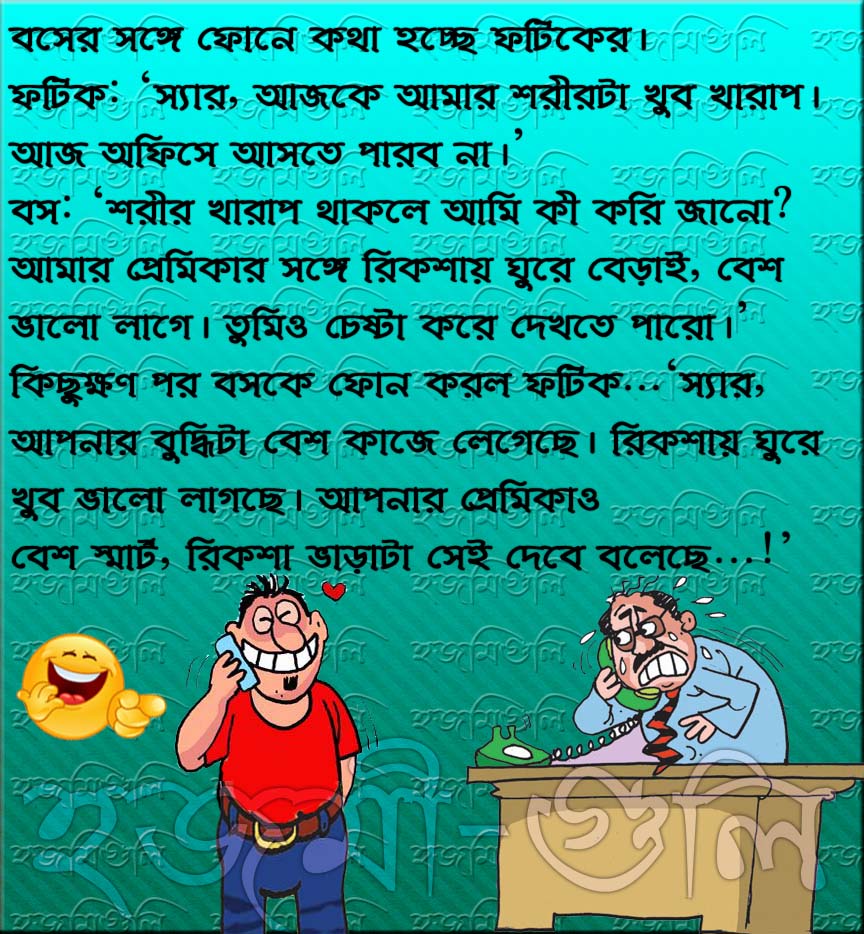 বসের সঙ্গে ফোনে কথা হচ্ছে ফটিকের।
ফটিক: ‘স্যার, আজকে আমার শরীরটা খুব খারাপ।
আজ অফিসে আসতে পারব না।’
বস: ‘শরীর খারাপ থাকলে আমি কী করি জানো?
আমার প্রেমিকার সঙ্গে রিকশায় ঘুরে বেড়াই, বেশ
ভালো লাগে। তুমিও চেষ্টা করে দেখতে পারো।’
কিছুক্ষণ পর বসকে ফোন করল ফটিক...‘স্যার,
আপনার বুদ্ধিটা বেশ কাজে লেগেছে। রিকশায় ঘুরে
খুব ভালো লাগছে। আপনার প্রেমিকাও
বেশ স্মার্ট, রিকশা ভাড়াটা সেই দেবে বলেছে...!’
হজমী-গুলি